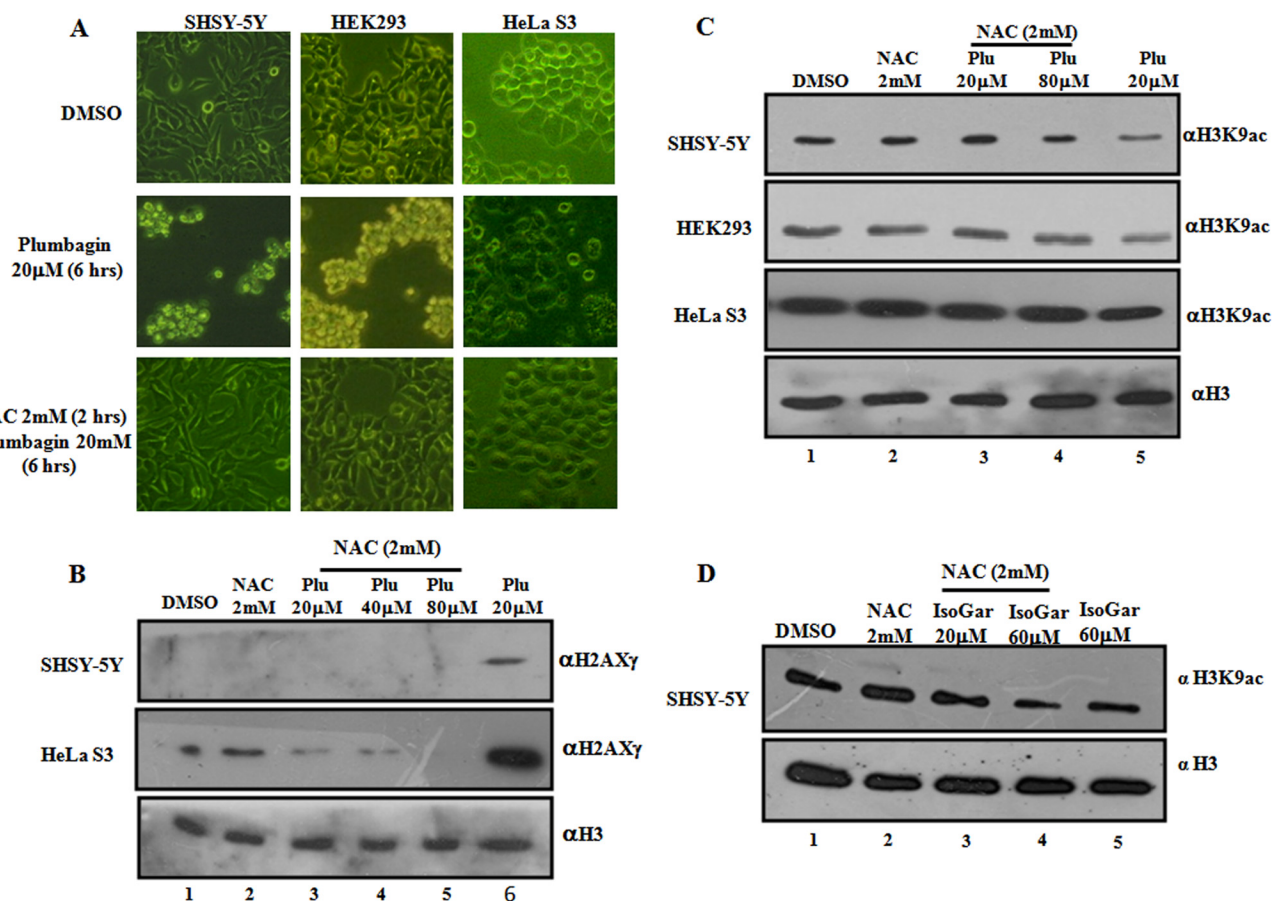 A
SHSY-5Y HEK293 HeLa S3
DMSO
Plumbagin
20µM (6 hrs)
AC 2mM (2 hrs)
umbagin 20mM
(6 hrs)
B
NAC (2mM)
DMSO NAC 2mM Plu 20µM Plu 40µM Plu 80µM Plu 20µM
SHSY-5Y αH2AXγ
HeLa S3 αH2AXγ
αH3
1 2 3 4 5 6
C
NAC (2mM)
DMSO NAC 2mM Plu 20µM Plu 80µM Plu 20µM
SHSY-5Y αH3K9ac
HEK293 αH3K9ac
HeLa S3 αH3K9ac
αH3
1 2 3 4 5
D
NAC (2mM)
DMSO NAC 2mM IsoGar 20µM IsoGar 60µM IsoGar 60µM
SHSY-5Y α H3K9ac
α H3
1 2 3 4 5